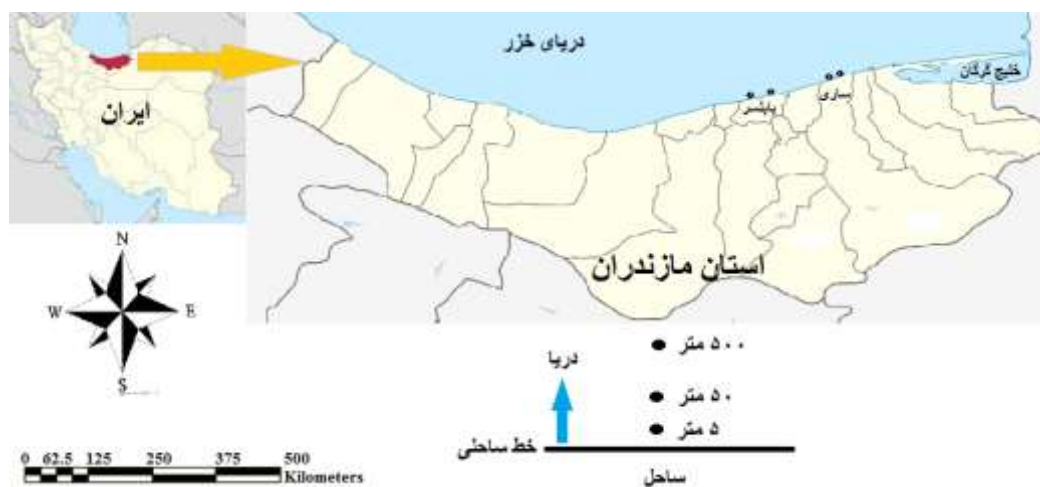 دریای خزر
خلیج گرگان
ساری
بابلسر
ایران
استان مازندران
N
W
E
S
۵۰۰ متر
دریا
۵۰ متر
۵ متر
خط ساحلی
ساحل
0 62.5 125 250 375 500
Kilometers